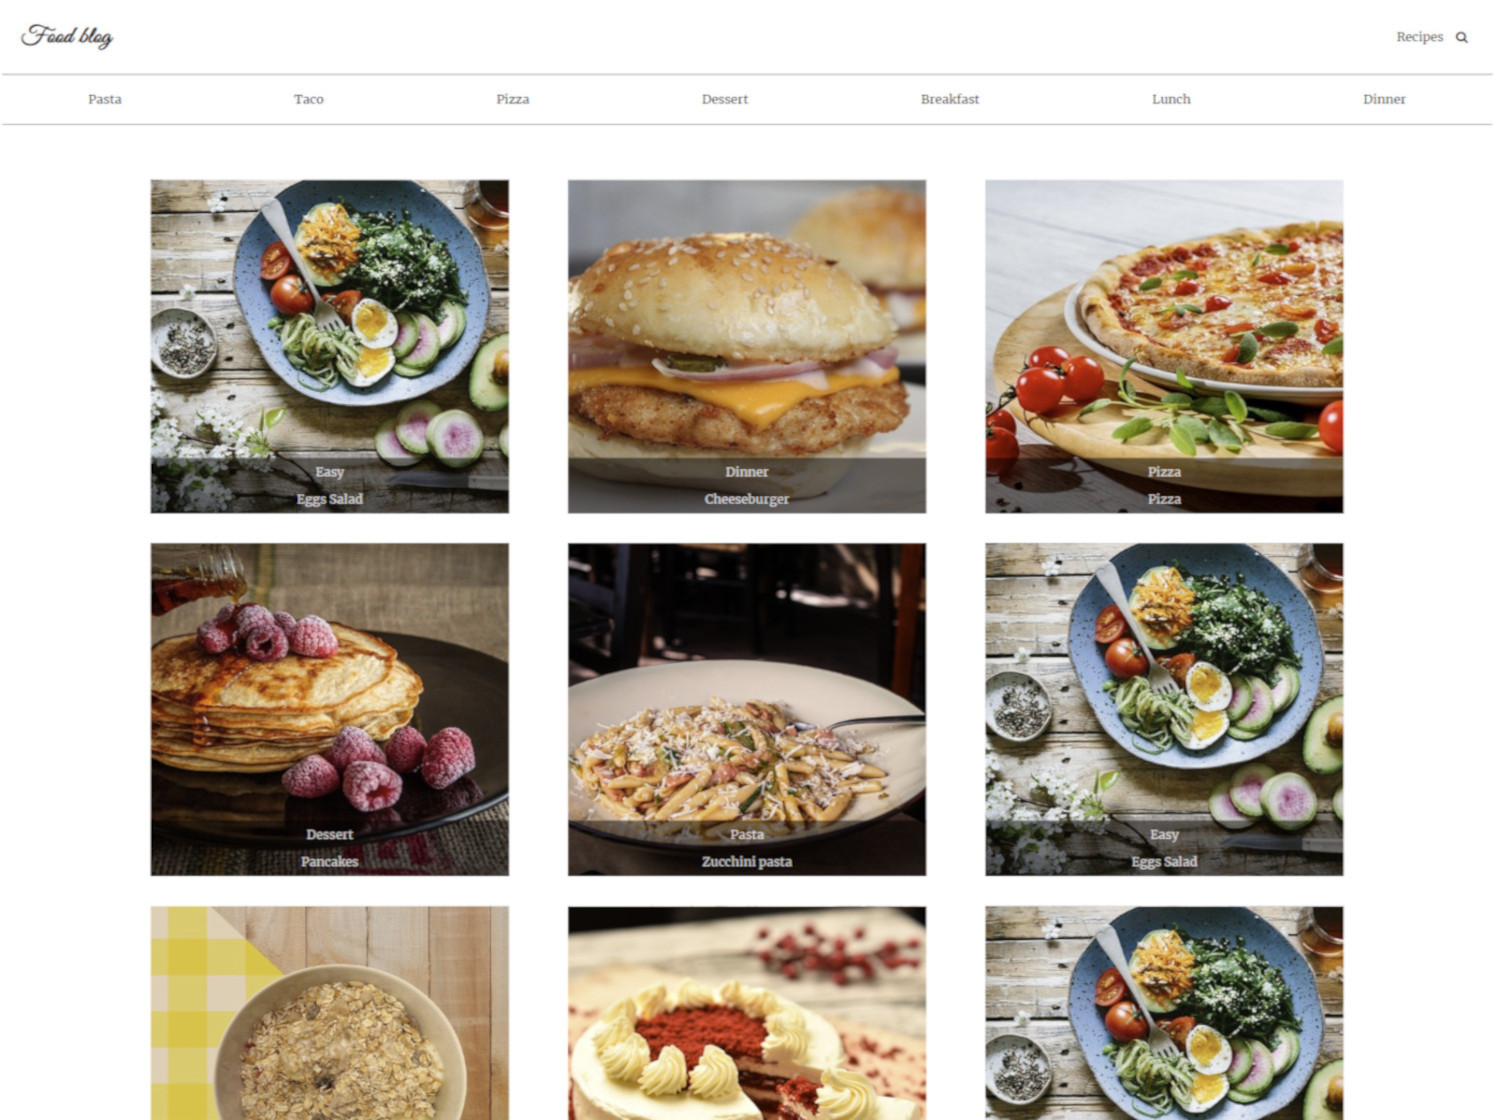 Food blog
Recipes
Pasta Taco Pizza Dessert Breakfast Lunch Dinner
Easy
Eggs Salad
Dinner
Cheeseburger
Pizza
Pizza
Dessert
Pancakes
Pasta
Zucchini pasta
Easy
Eggs Salad